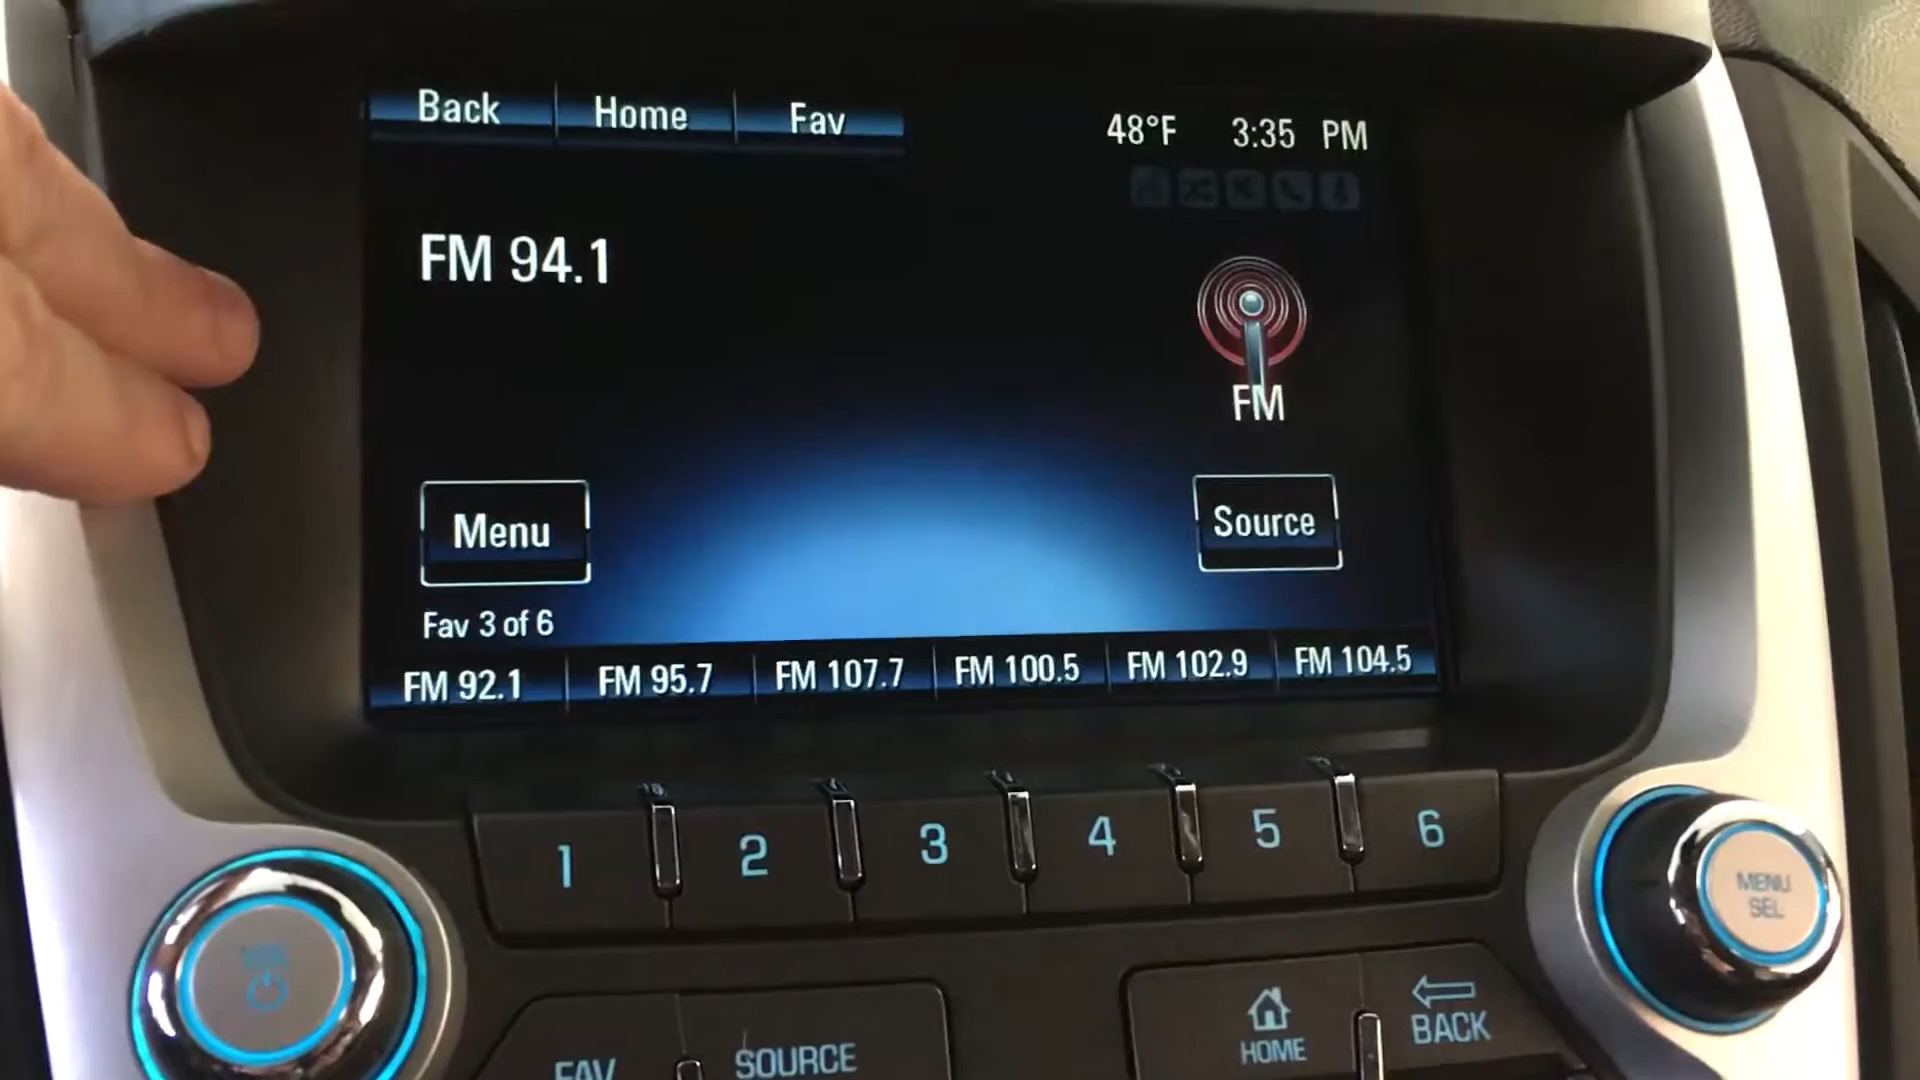 Back Home Fav
48°F 3:35 PM
FM 94.1
FM
Menu
Source
Fav 3 of 6
FM 92.1 FM 95.7 FM 107.7 FM 100.5 FM 102.9 FM 104.5
1 2 3 4 5 6
MENU
SEL
VOL
FAV SOURCE
HOME
BACK